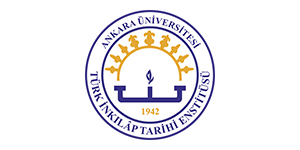 ANKARA ÜNİVERSİTESİ
TÜRK İNKILÂP TARİHİ ENSTİTÜSÜ
1942